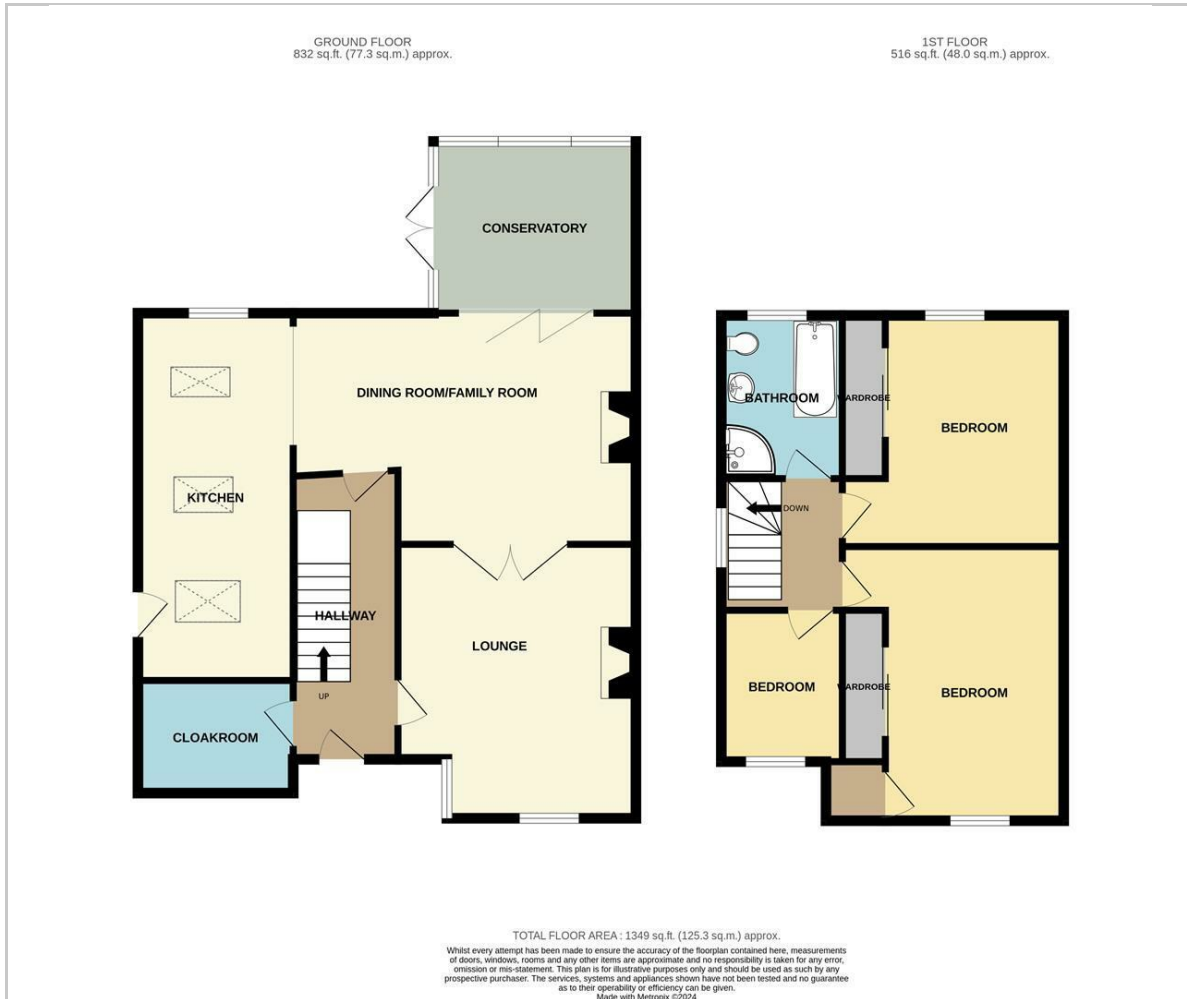 GROUND FLOOR
832 sq.ft. (77.3 sq.m.) approx.
1ST FLOOR
516 sq.ft. (48.0 sq.m.) approx.
CONSERVATORY
DINING ROOM/FAMILY ROOM
KITCHEN
HALLWAY
UP
LOUNGE
CLOAKROOM
BATHROOM
WARDROBE
BEDROOM
DOWN
BEDROOM
WARDROBE
BEDROOM
TOTAL FLOOR AREA : 1349 sq.ft. (125.3 sq.m.) approx.
Whilst every attempt has been made to ensure the accuracy of the floorplan contained here, measurements
of doors, windows, rooms and any other items are approximate and no responsibility is taken for any error,
omission or mis-statement. This plan is for illustrative purposes only and should be used as such by any
prospective purchaser. The services, systems and appliances shown have not been tested and no guarantee
as to their operability or efficiency can be given.
Made with Metropix ©2024